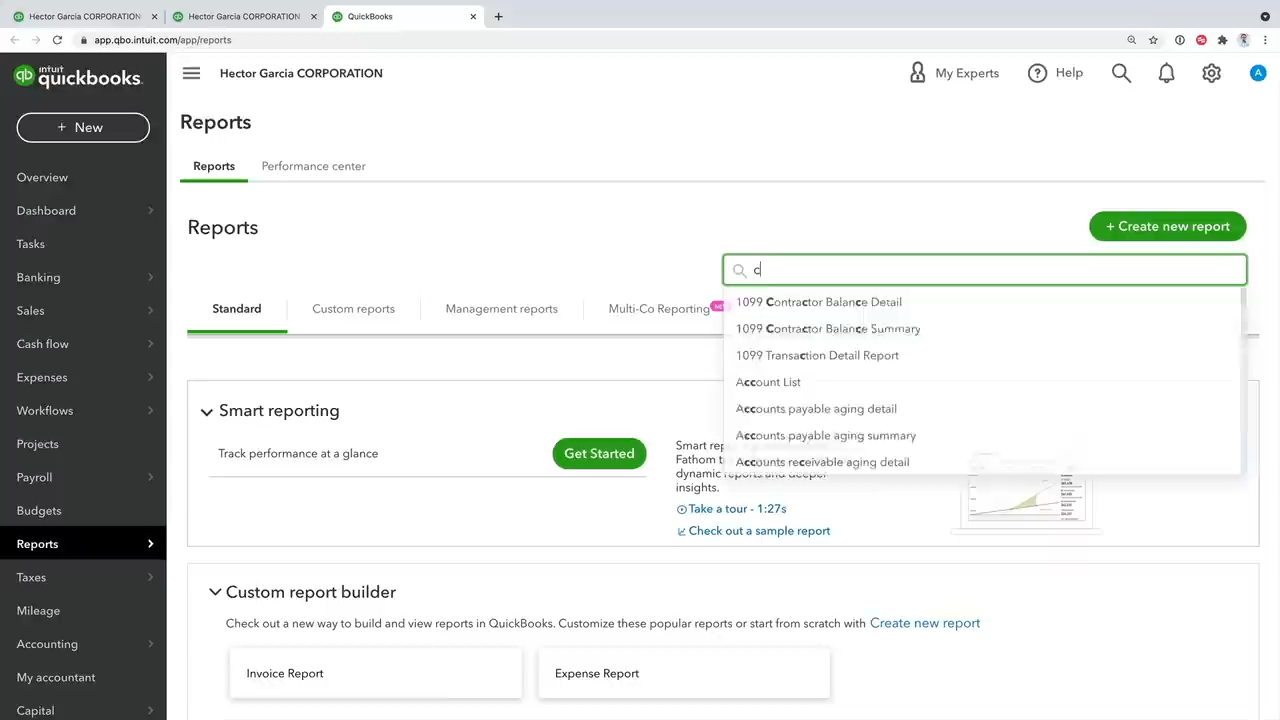 Hector Garcia CORPORATION
Hector Garcia CORPORATION
QuickBooks
app.qbo.intuit.com/app/reports
intuit
quickbooks.
Hector Garcia CORPORATION
My Experts
Help
A
+ New
Overview
Dashboard
Tasks
Banking
Sales
Cash flow
Expenses
Workflows
Projects
Payroll
Budgets
Reports
Taxes
Mileage
Accounting
My accountant
Capital
Reports
Reports
Performance center
Reports
+ Create new report
c
1099 Contractor Balance Detail
1099 Contractor Balance Summary
1099 Transaction Detail Report
Account List
Accounts payable aging detail
Accounts payable aging summary
Accounts receivable aging detail
Standard
Custom reports
Management reports
Multi-Co Reporting
Smart reporting
Track performance at a glance
Get Started
Smart rep
Fathom t
dynamic reports and deeper
insights.
Take a tour - 1:27s
Check out a sample report
Custom report builder
Check out a new way to build and view reports in QuickBooks. Customize these popular reports or start from scratch with Create new report
Invoice Report
Expense Report